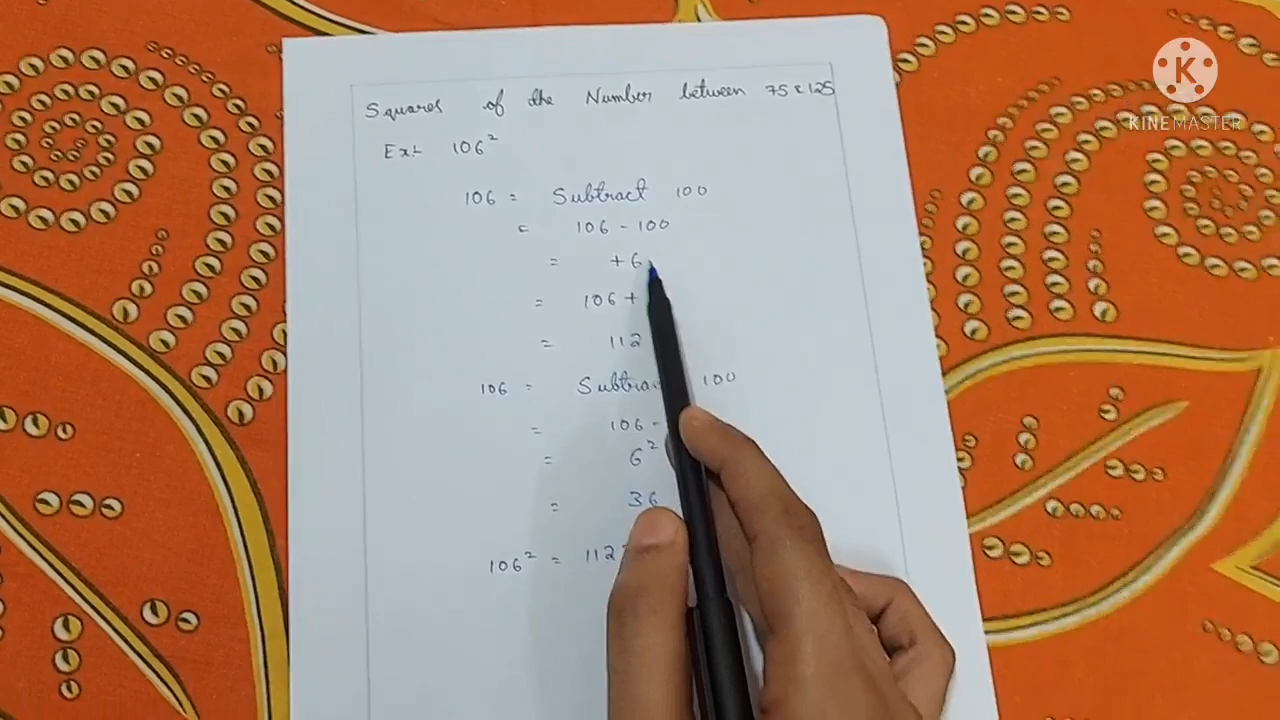 Squares of the Number between 75 & 125
Ex:- 106²
106 = Subtract 100
= 106 - 100
= +6
= 106 +
= 112
106 = Subtrac 100
= 106 -
= 6²
= 36
106² = 112
K
KINEMASTER